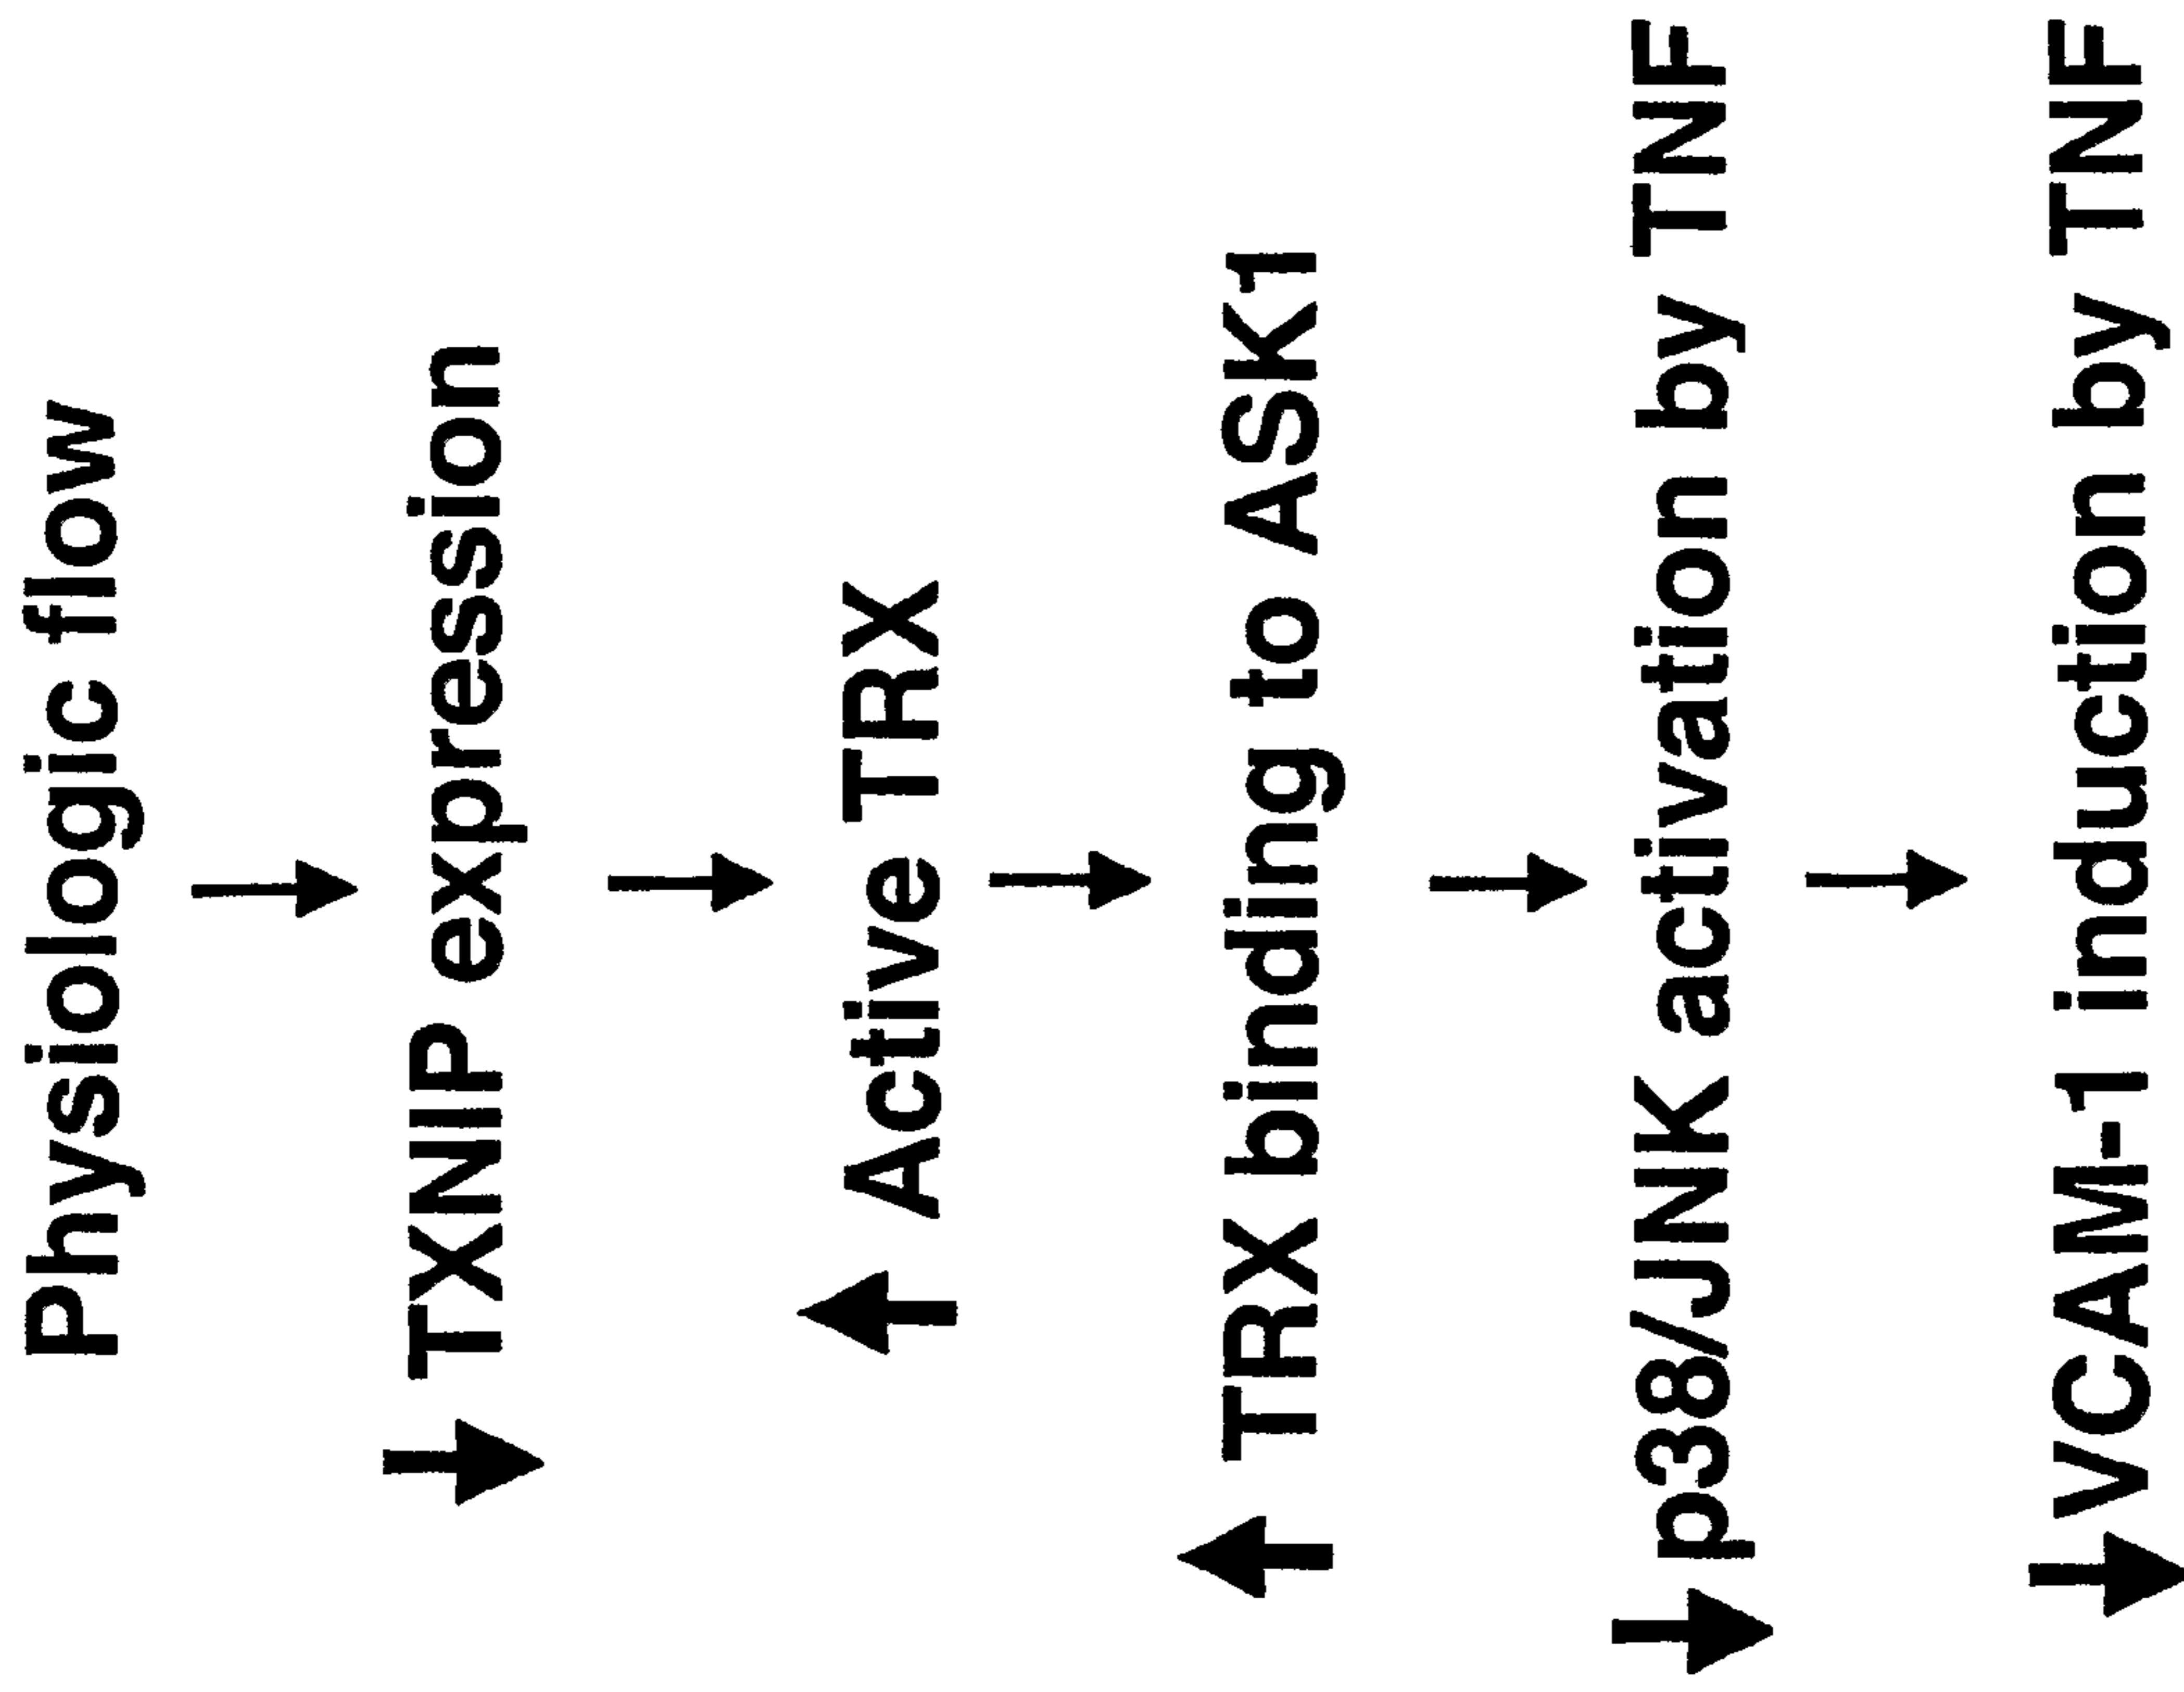 Physiologic flow
TXNIP expression
Active TRX
TRX binding to ASK1
p38/JNK activation by TNF
VCAM-1 induction by TNF